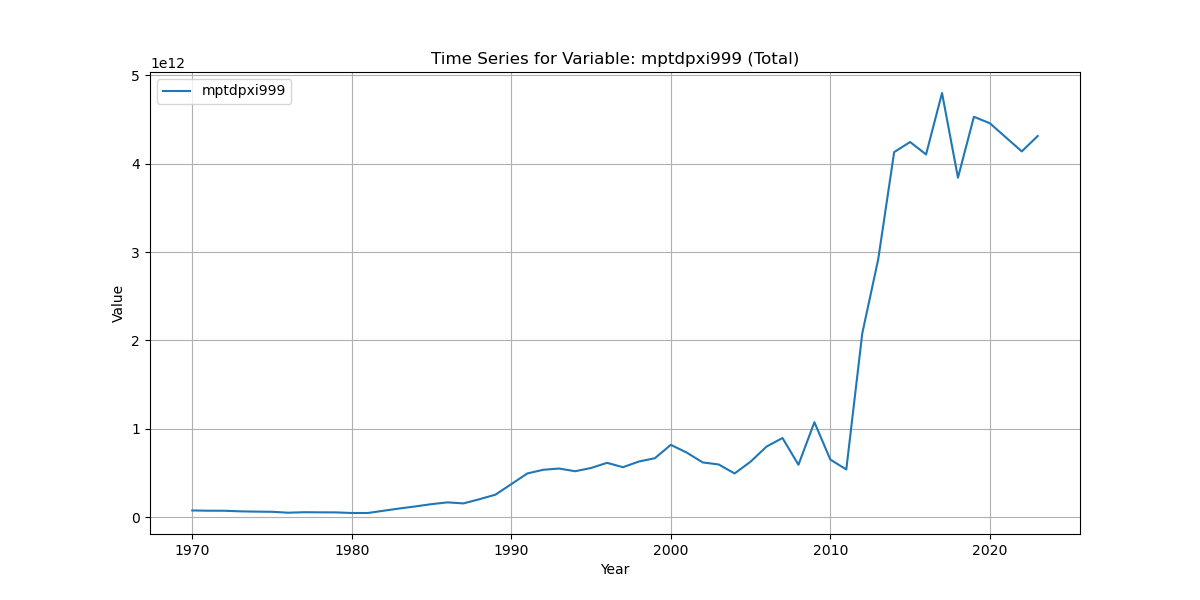 Time Series for Variable: mptdpxi999 (Total)
1e12
mptdpxi999
5
4
3
2
1
0
Value
1970 1980 1990 2000 2010 2020
Year